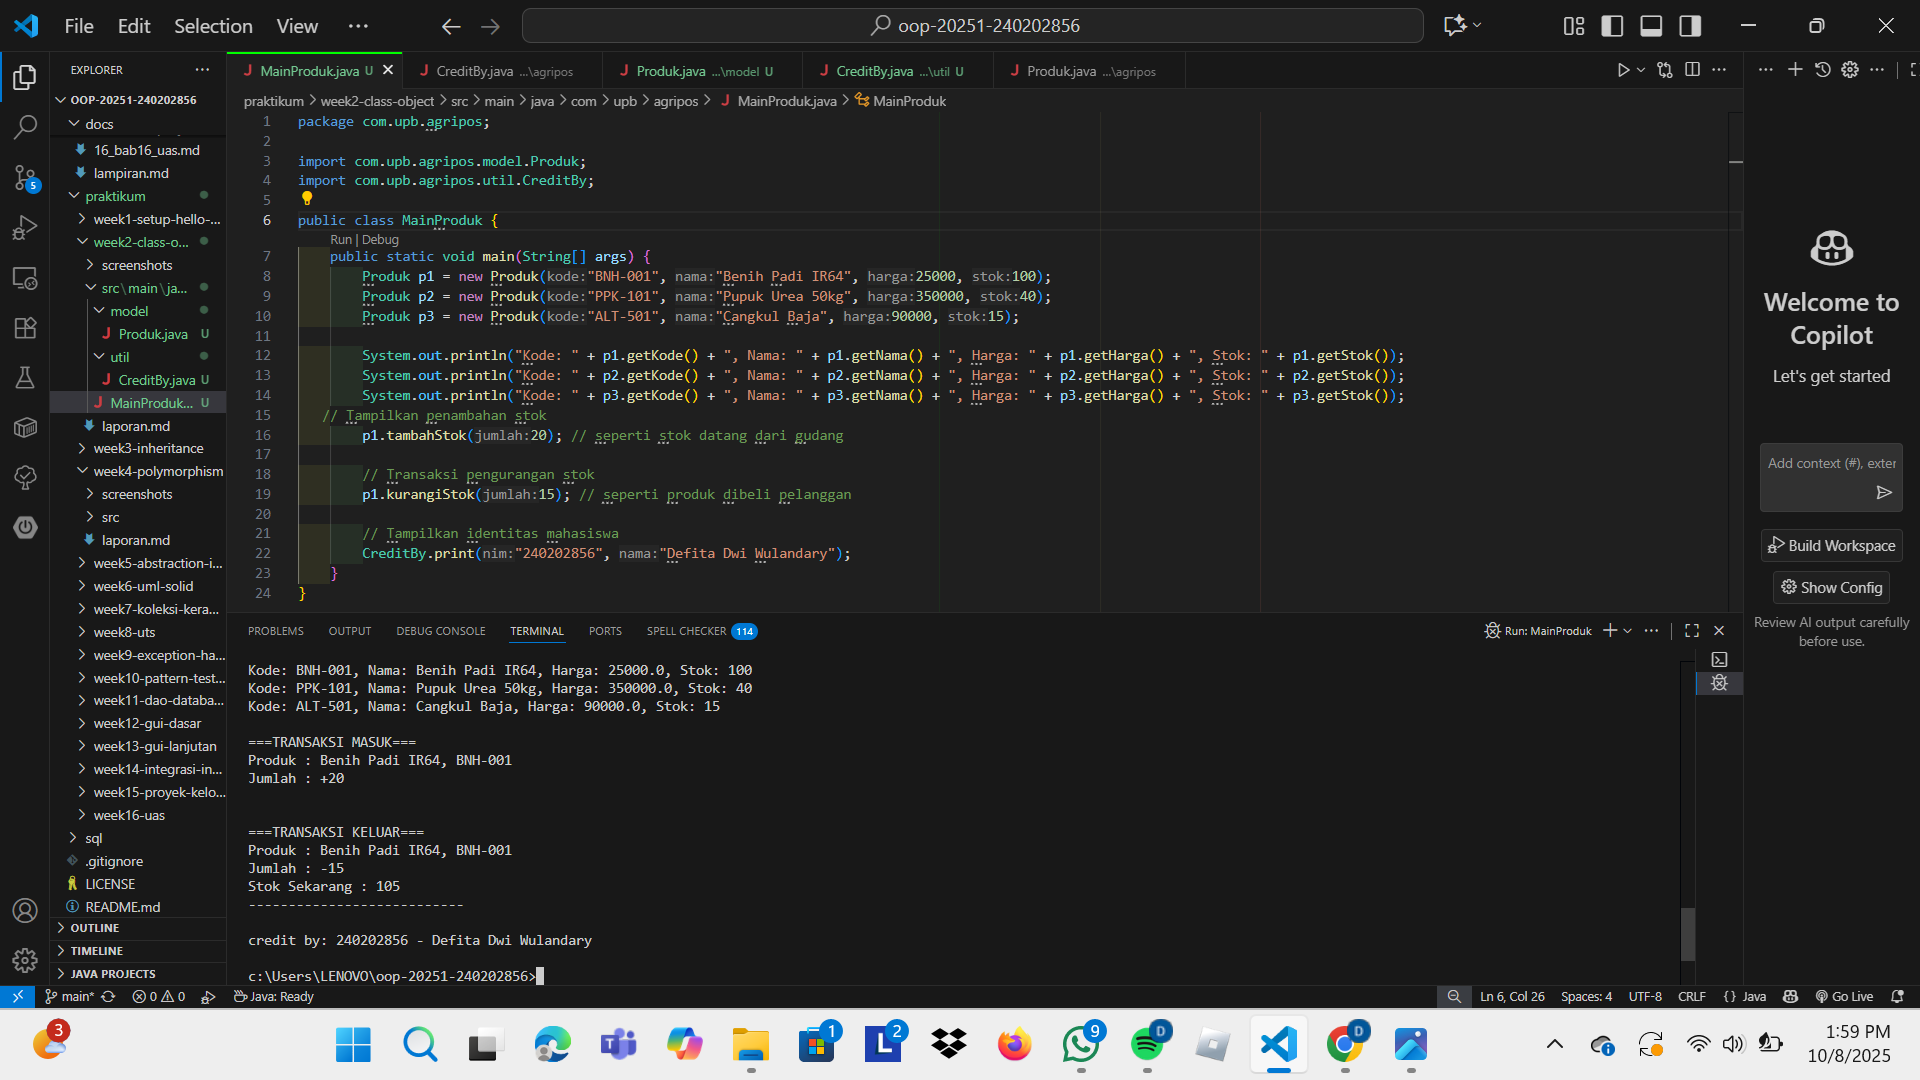 File Edit Selection View ···
oop-20251-240202856
EXPLORER
OOP-20251-240202856
docs
16_bab16_uas.md
lampiran.md
praktikum
week1-setup-hello-...
week2-class-o...
screenshots
src\main\ja...
model
Produk.java U
util
CreditBy.java U
MainProduk... U
laporan.md
week3-inheritance
week4-polymorphism
screenshots
src
laporan.md
week5-abstraction-i...
week6-uml-solid
week7-koleksi-kera...
week8-uts
week9-exception-ha...
week10-pattern-test...
week11-dao-databa...
week12-gui-dasar
week13-gui-lanjutan
week14-integrasi-in...
week15-proyek-kelo...
week16-uas
sql
.gitignore
LICENSE
README.md
OUTLINE
TIMELINE
JAVA PROJECTS
5
MainProduk.java U
CreditBy.java ...\agripos
Produk.java ...\model U
CreditBy.java ...\util U
Produk.java ...\agripos
praktikum > week2-class-object > src > main > java > com > upb > agripos > MainProduk.java > MainProduk
1 package com.upb.agripos;
2
3 import com.upb.agripos.model.Produk;
4 import com.upb.agripos.util.CreditBy;
5
6 public class MainProduk {
Run | Debug
7 public static void main(String[] args) {
8 Produk p1 = new Produk(kode:"BNH-001", nama:"Benih Padi IR64", harga:25000, stok:100);
9 Produk p2 = new Produk(kode:"PPK-101", nama:"Pupuk Urea 50kg", harga:350000, stok:40);
10 Produk p3 = new Produk(kode:"ALT-501", nama:"Cangkul Baja", harga:90000, stok:15);
11
12 System.out.println("Kode: " + p1.getKode() + ", Nama: " + p1.getNama() + ", Harga: " + p1.getHarga() + ", Stok: " + p1.getStok());
13 System.out.println("Kode: " + p2.getKode() + ", Nama: " + p2.getNama() + ", Harga: " + p2.getHarga() + ", Stok: " + p2.getStok());
14 System.out.println("Kode: " + p3.getKode() + ", Nama: " + p3.getNama() + ", Harga: " + p3.getHarga() + ", Stok: " + p3.getStok());
15 // Tampilkan penambahan stok
16 p1.tambahStok(jumlah:20); // seperti stok datang dari gudang
17
18 // Transaksi pengurangan stok
19 p1.kurangiStok(jumlah:15); // seperti produk dibeli pelanggan
20
21 // Tampilkan identitas mahasiswa
22 CreditBy.print(nim:"240202856", nama:"Defita Dwi Wulandary");
23 }
24 }
PROBLEMS OUTPUT DEBUG CONSOLE TERMINAL PORTS SPELL CHECKER 114
Run: MainProduk
Kode: BNH-001, Nama: Benih Padi IR64, Harga: 25000.0, Stok: 100
Kode: PPK-101, Nama: Pupuk Urea 50kg, Harga: 350000.0, Stok: 40
Kode: ALT-501, Nama: Cangkul Baja, Harga: 90000.0, Stok: 15
===TRANSAKSI MASUK===
Produk : Benih Padi IR64, BNH-001
Jumlah : +20
===TRANSAKSI KELUAR===
Produk : Benih Padi IR64, BNH-001
Jumlah : -15
Stok Sekarang : 105
---------------------------
credit by: 240202856 - Defita Dwi Wulandary
c:\Users\LENOVO\oop-20251-240202856>
Welcome to
Copilot
Let's get started
Add context (#), exter
Build Workspace
Show Config
Review AI output carefully
before use.
main* 0 0 Java: Ready
Ln 6, Col 26 Spaces: 4 UTF-8 CRLF {} Java Go Live
3
1
2
L
9
D
D
1:59 PM
10/8/2025